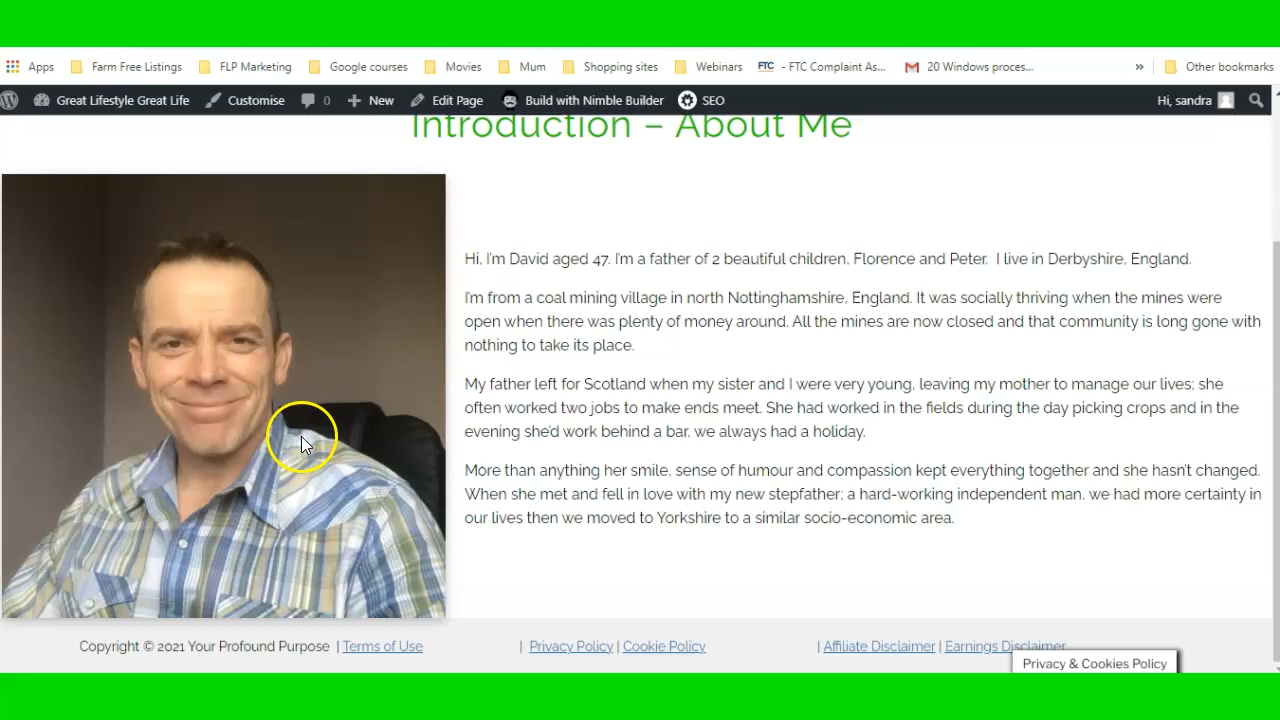 Apps Farm Free Listings FLP Marketing Google courses Movies Mum Shopping sites Webinars FTC - FTC Complaint As... 20 Windows proces... » Other bookmarks
Great Lifestyle Great Life Customise 0 New Edit Page Build with Nimble Builder SEO Hi, sandra
Introduction – About Me
Hi, I'm David aged 47. I'm a father of 2 beautiful children, Florence and Peter. I live in Derbyshire, England.
I'm from a coal mining village in north Nottinghamshire, England. It was socially thriving when the mines were
open when there was plenty of money around. All the mines are now closed and that community is long gone with
nothing to take its place.
My father left for Scotland when my sister and I were very young, leaving my mother to manage our lives; she
often worked two jobs to make ends meet. She had worked in the fields during the day picking crops and in the
evening she'd work behind a bar, we always had a holiday.
More than anything her smile, sense of humour and compassion kept everything together and she hasn't changed.
When she met and fell in love with my new stepfather; a hard-working independent man, we had more certainty in
our lives then we moved to Yorkshire to a similar socio-economic area.
Copyright © 2021 Your Profound Purpose | Terms of Use | Privacy Policy | Cookie Policy | Affiliate Disclaimer | Earnings Disclaimer
Privacy & Cookies Policy